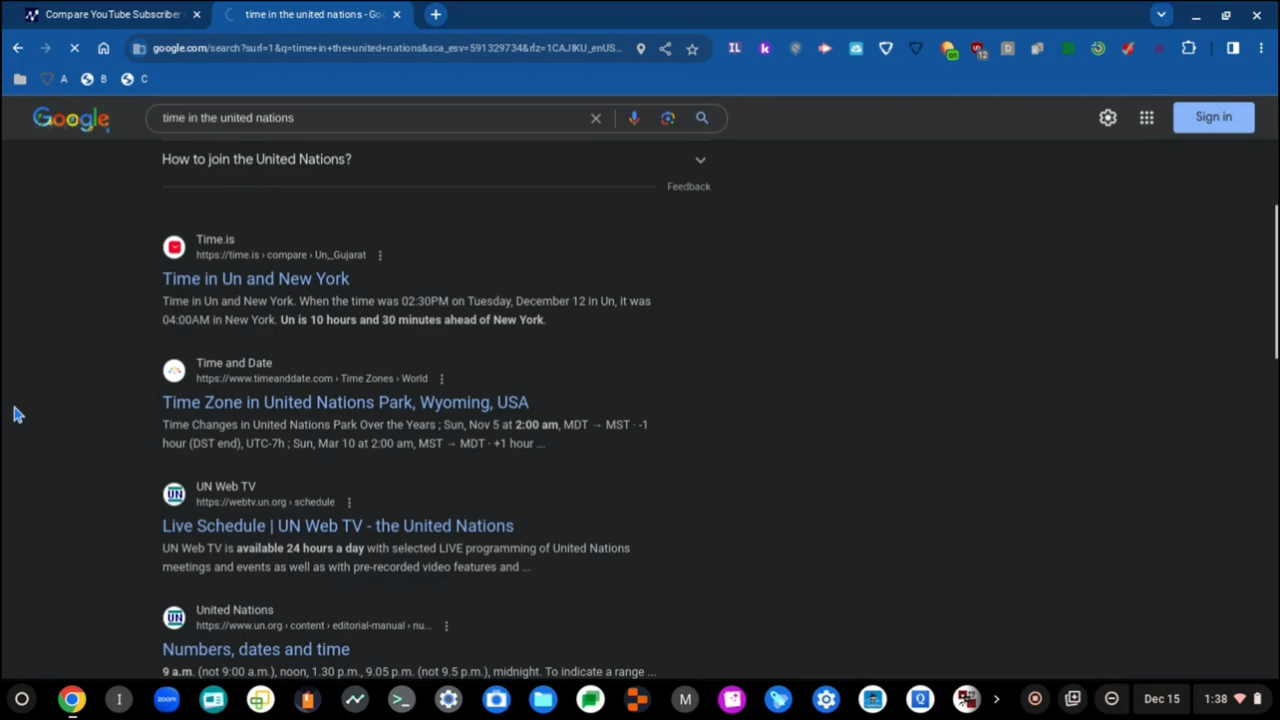 Compare YouTube Subscriber
time in the united nations - Goo
google.com/search?surl=1&q=time+in+the+united+nations&sca_esv=591329734&rlz=1CAJIKU_enUS...
A
B
C
Google
time in the united nations
Sign in
How to join the United Nations?
Feedback
Time.is
https://time.is › compare › Un_Gujarat
Time in Un and New York
Time in Un and New York. When the time was 02:30PM on Tuesday, December 12 in Un, it was
04:00AM in New York. Un is 10 hours and 30 minutes ahead of New York.
Time and Date
https://www.timeanddate.com › Time Zones › World
Time Zone in United Nations Park, Wyoming, USA
Time Changes in United Nations Park Over the Years ; Sun, Nov 5 at 2:00 am, MDT → MST · -1
hour (DST end), UTC-7h ; Sun, Mar 10 at 2:00 am, MST → MDT · +1 hour ...
UN Web TV
https://webtv.un.org › schedule
Live Schedule | UN Web TV - the United Nations
UN Web TV is available 24 hours a day with selected LIVE programming of United Nations
meetings and events as well as with pre-recorded video features and ...
United Nations
https://www.un.org › content › editorial-manual › nu...
Numbers, dates and time
9 a.m. (not 9:00 a.m.), noon, 1.30 p.m., 9.05 p.m. (not 9.5 p.m.), midnight. To indicate a range ...
zoom
Dec 15
1:38